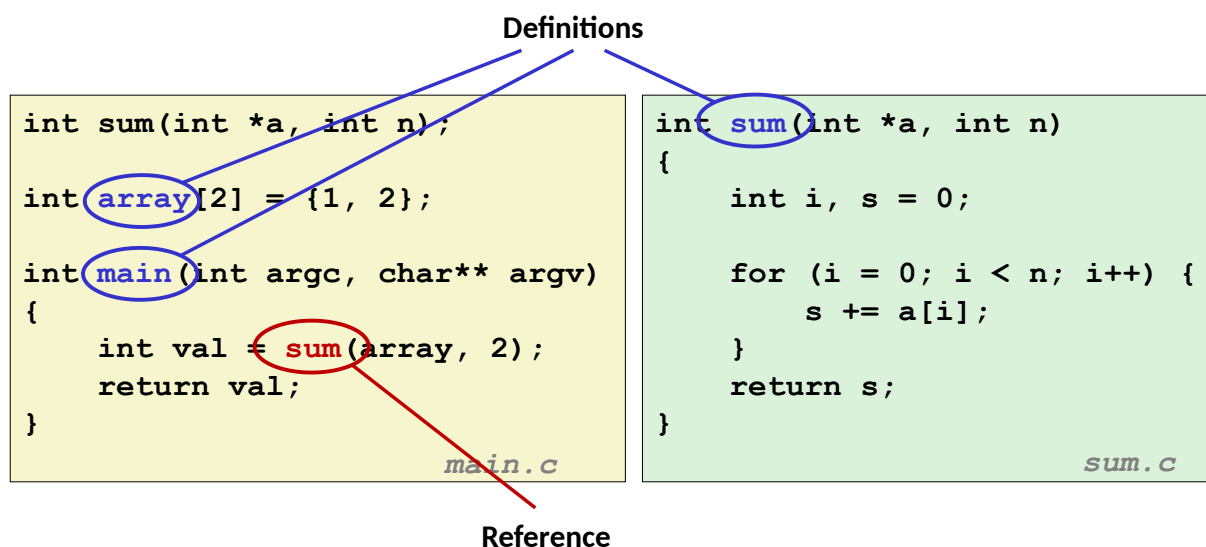 Definitions
int sum(int *a, int n);
int array[2] = {1, 2};
int main(int argc, char** argv)
{
    int val = sum(array, 2);
    return val;
}
main.c
int sum(int *a, int n)
{
    int i, s = 0;
    for (i = 0; i < n; i++) {
        s += a[i];
    }
    return s;
}
sum.c
Reference